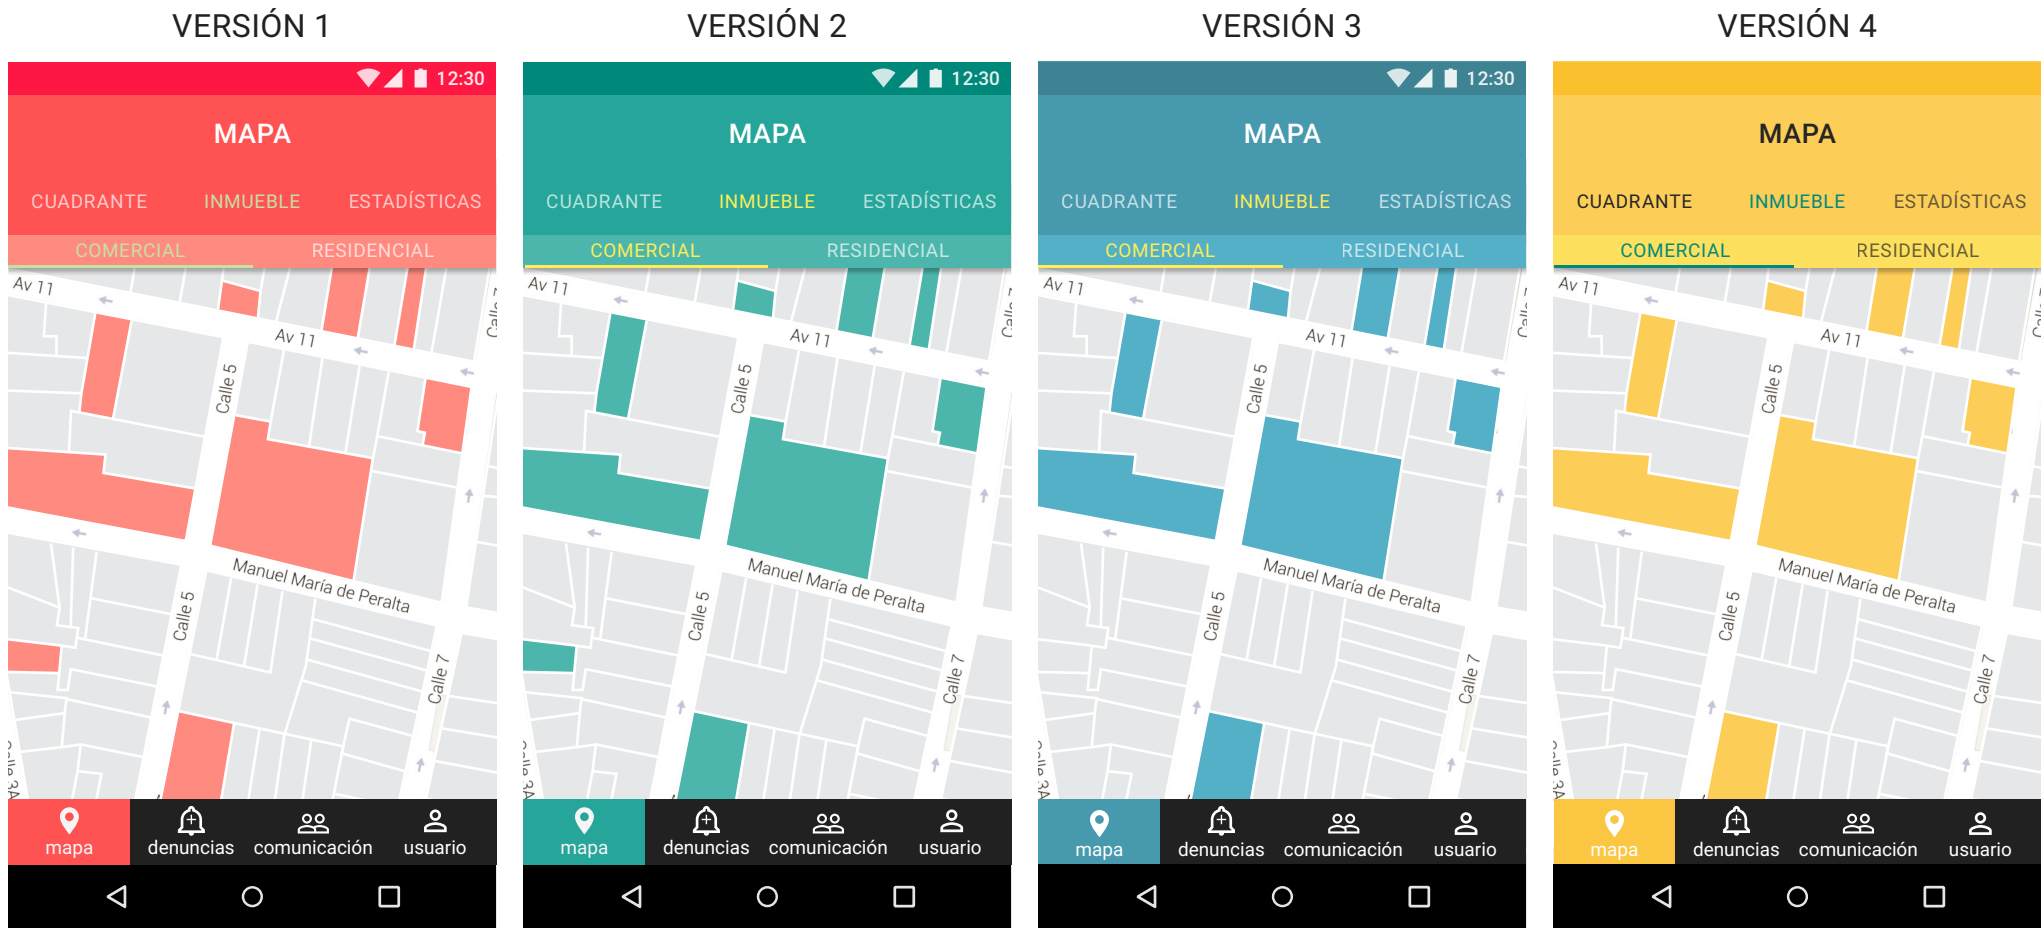 VERSIÓN 1
12:30
MAPA
CUADRANTE INMUEBLE ESTADÍSTICAS
COMERCIAL RESIDENCIAL
Av 11
Av 11
Calle 5
Manuel María de Peralta
Calle 5
Calle 7
mapa denuncias comunicación usuario
VERSIÓN 2
12:30
MAPA
CUADRANTE INMUEBLE ESTADÍSTICAS
COMERCIAL RESIDENCIAL
Av 11
Av 11
Calle 5
Manuel María de Peralta
Calle 5
Calle 7
mapa denuncias comunicación usuario
VERSIÓN 3
12:30
MAPA
CUADRANTE INMUEBLE ESTADÍSTICAS
COMERCIAL RESIDENCIAL
Av 11
Av 11
Calle 5
Manuel María de Peralta
Calle 5
Calle 7
mapa denuncias comunicación usuario
VERSIÓN 4
MAPA
CUADRANTE INMUEBLE ESTADÍSTICAS
COMERCIAL RESIDENCIAL
Av 11
Av 11
Calle 5
Manuel María de Peralta
Calle 5
Calle 7
mapa denuncias comunicación usuario